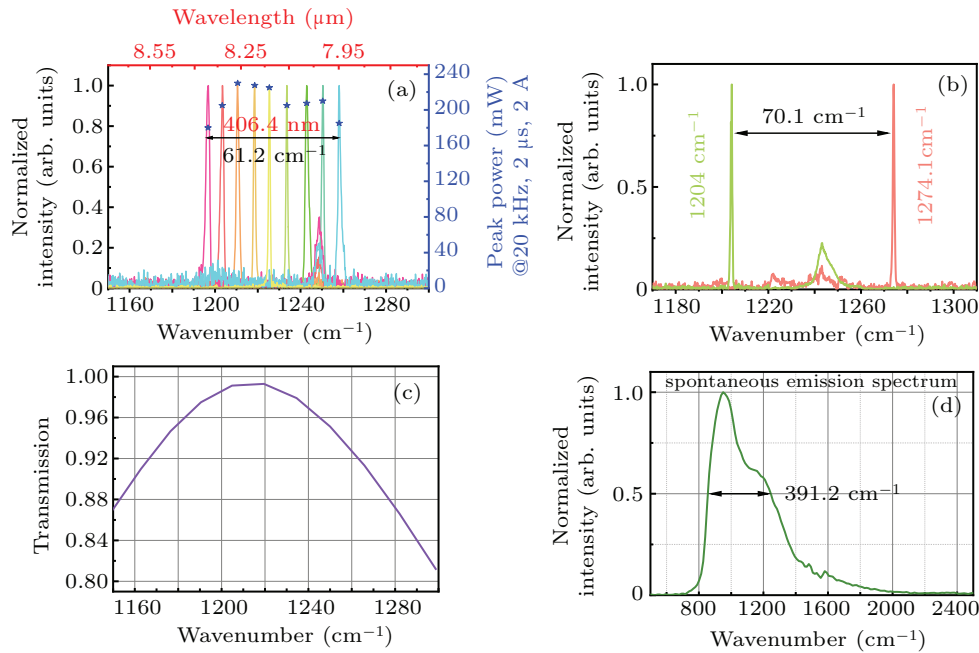 Wavelength (μm)
8.55 8.25 7.95
Normalized
intensity (arb. units)
1.0
0.8
0.6
0.4
0.2
0
(a)
406.4 nm
61.2 cm⁻¹
240
200
160
120
80
40
0
Peak power (mW)
@20 kHz, 2 μs, 2 A
1200 1240 1280
Wavenumber (cm⁻¹)
Normalized
intensity (arb. units)
1.0
0.5
0
(b)
70.1 cm⁻¹
1204 cm⁻¹
1274.1cm⁻¹
1180 1220 1260 1300
Wavenumber (cm⁻¹)
Transmission
1.00
0.96
0.92
0.88
0.84
0.80
(c)
1160 1200 1240 1280
Wavenumber (cm⁻¹)
Normalized
intensity (arb. units)
1.0
0.5
0
spontaneous emission spectrum
(d)
391.2 cm⁻¹
800 1200 1600 2000 2400
Wavenumber (cm⁻¹)